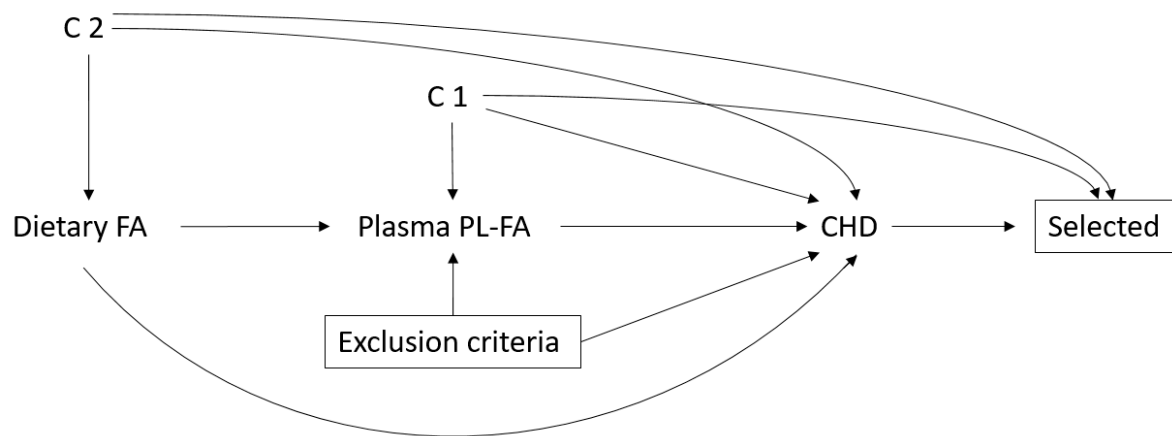 C 2
C 1
Dietary FA
Plasma PL-FA
CHD
Selected
Exclusion criteria